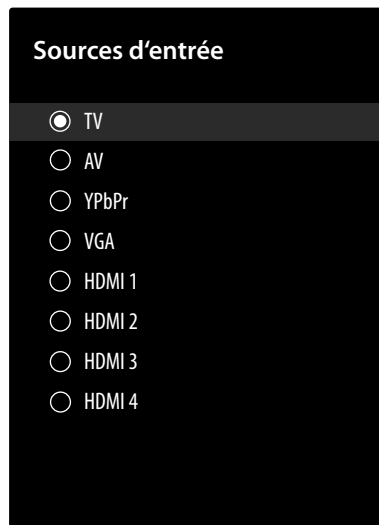 Sources d‘entrée
TV
AV
YPbPr
VGA
HDMI 1
HDMI 2
HDMI 3
HDMI 4